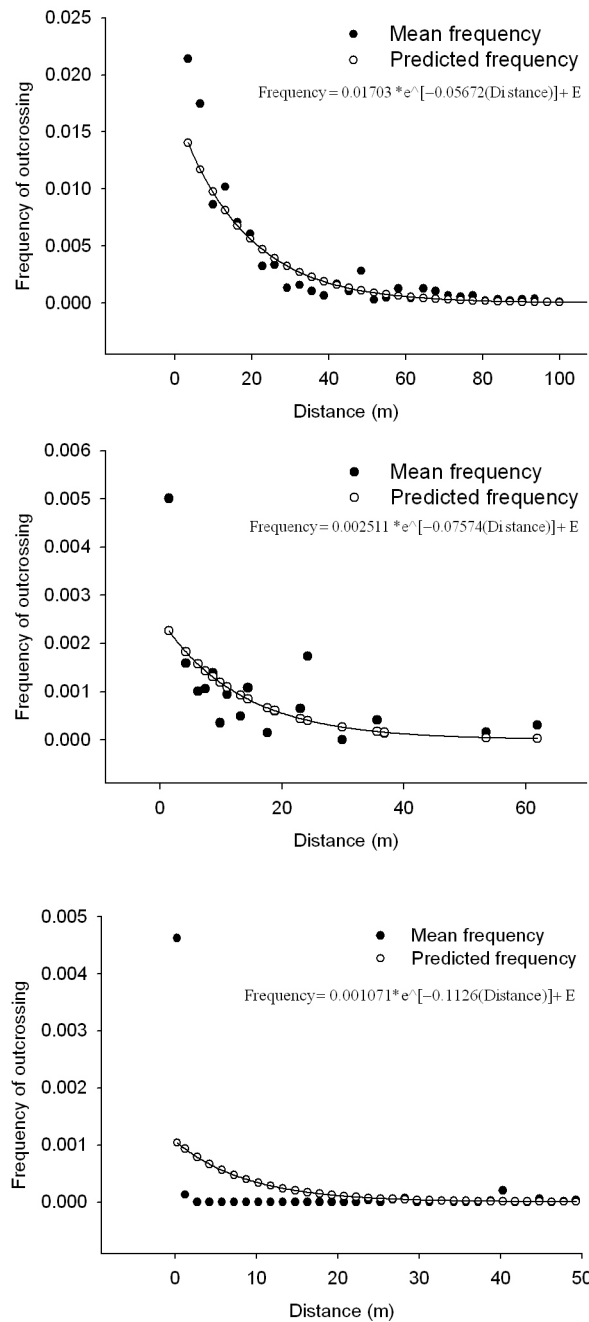 0.025
0.020
0.015
0.010
0.005
0.000
Frequency of outcrossing
Mean frequency
Predicted frequency
Frequency = 0.01703 *e^[-0.05672(Distance)]+ E
0 20 40 60 80 100
Distance (m)
0.006
0.005
0.004
0.003
0.002
0.001
0.000
Frequency of outcrossing
Mean frequency
Predicted frequency
Frequency = 0.002511 *e^[-0.07574(Distance)]+ E
0 20 40 60
Distance (m)
0.005
0.004
0.003
0.002
0.001
0.000
Frequency of outcrossing
Mean frequency
Predicted frequency
Frequency = 0.001071*e^[-0.1126(Distance)]+ E
0 10 20 30 40 50
Distance (m)